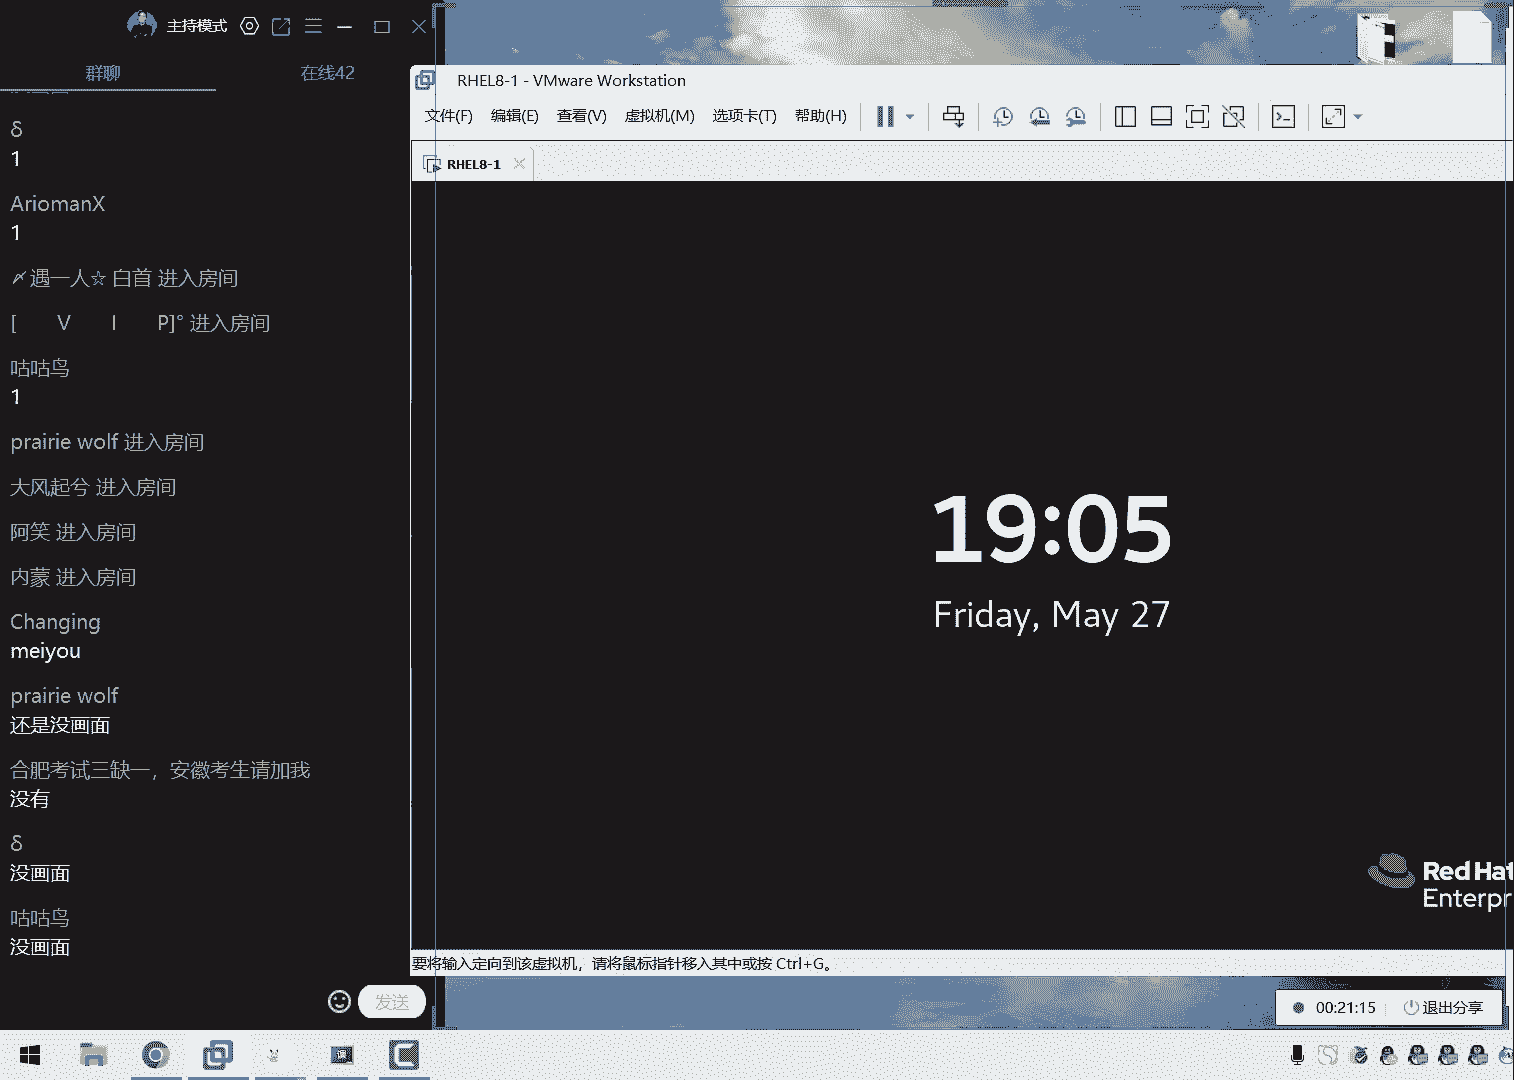 主持模式
群聊
在线42
δ
1
AriomanX
1
〆遇一人☆ 白首 进入房间
[ V I P]° 进入房间
咕咕鸟
1
prairie wolf 进入房间
大风起兮 进入房间
阿笑 进入房间
内蒙 进入房间
Changing
meiyou
prairie wolf
还是没画面
合肥考试三缺一，安徽考生请加我
没有
δ
没画面
咕咕鸟
没画面
发送
RHEL8-1 - VMware Workstation
文件(F) 编辑(E) 查看(V) 虚拟机(M) 选项卡(T) 帮助(H)
RHEL8-1
19:05
Friday, May 27
Red Hat
Enterpr
要将输入定向到该虚拟机，请将鼠标指针移入其中或按 Ctrl+G。
00:21:15
退出分享
课